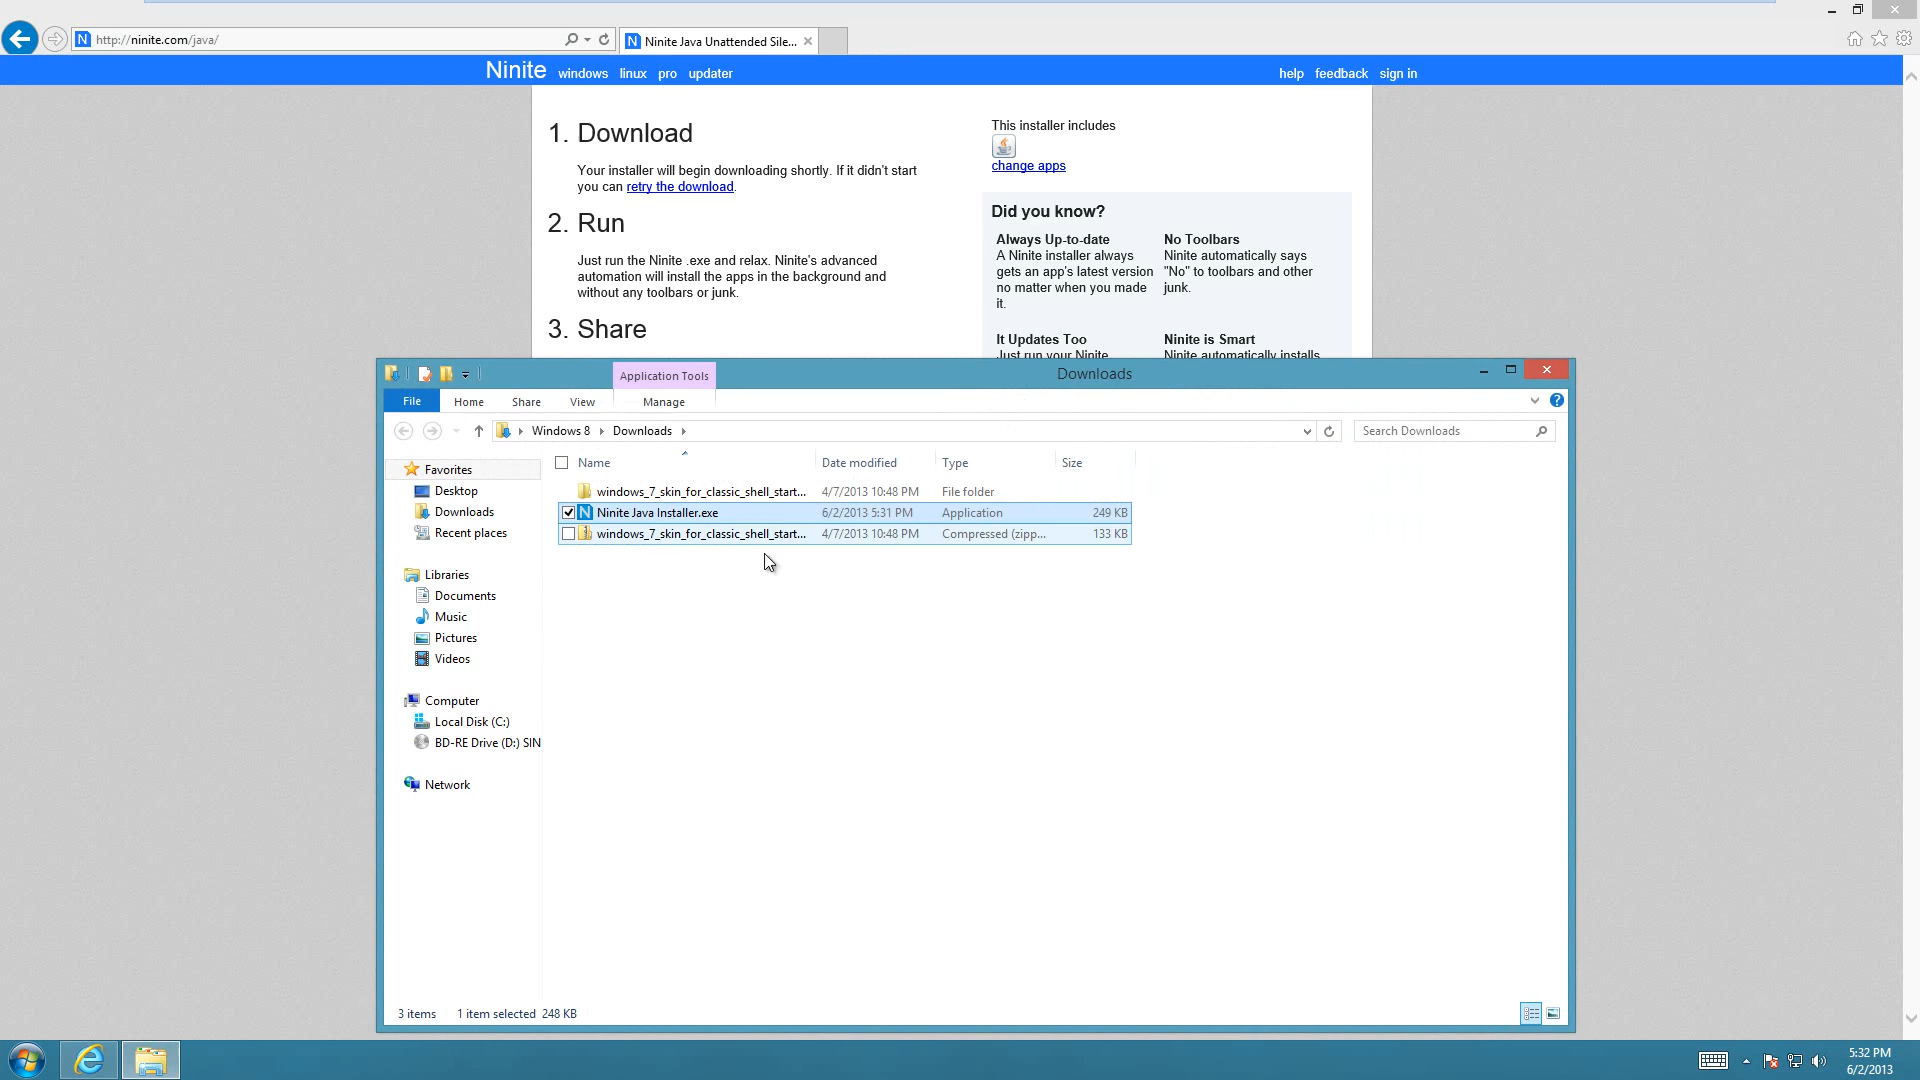 http://ninite.com/java/
Ninite Java Unattended Sile...
Ninite windows linux pro updater help feedback sign in
1. Download
Your installer will begin downloading shortly. If it didn't start
you can retry the download.
2. Run
Just run the Ninite .exe and relax. Ninite's advanced
automation will install the apps in the background and
without any toolbars or junk.
3. Share
This installer includes
change apps
Did you know?
Always Up-to-date
A Ninite installer always
gets an app's latest version
no matter when you made
it.
No Toolbars
Ninite automatically says
"No" to toolbars and other
junk.
It Updates Too
Just run your Ninite
Ninite is Smart
Ninite automatically installs
Application Tools
Downloads
File Home Share View Manage
Windows 8 Downloads
Search Downloads
Name Date modified Type Size
windows_7_skin_for_classic_shell_start... 4/7/2013 10:48 PM File folder
Ninite Java Installer.exe 6/2/2013 5:31 PM Application 249 KB
windows_7_skin_for_classic_shell_start... 4/7/2013 10:48 PM Compressed (zipp... 133 KB
Favorites
Desktop
Downloads
Recent places
Libraries
Documents
Music
Pictures
Videos
Computer
Local Disk (C:)
BD-RE Drive (D:) SIN
Network
3 items 1 item selected 248 KB
5:32 PM
6/2/2013